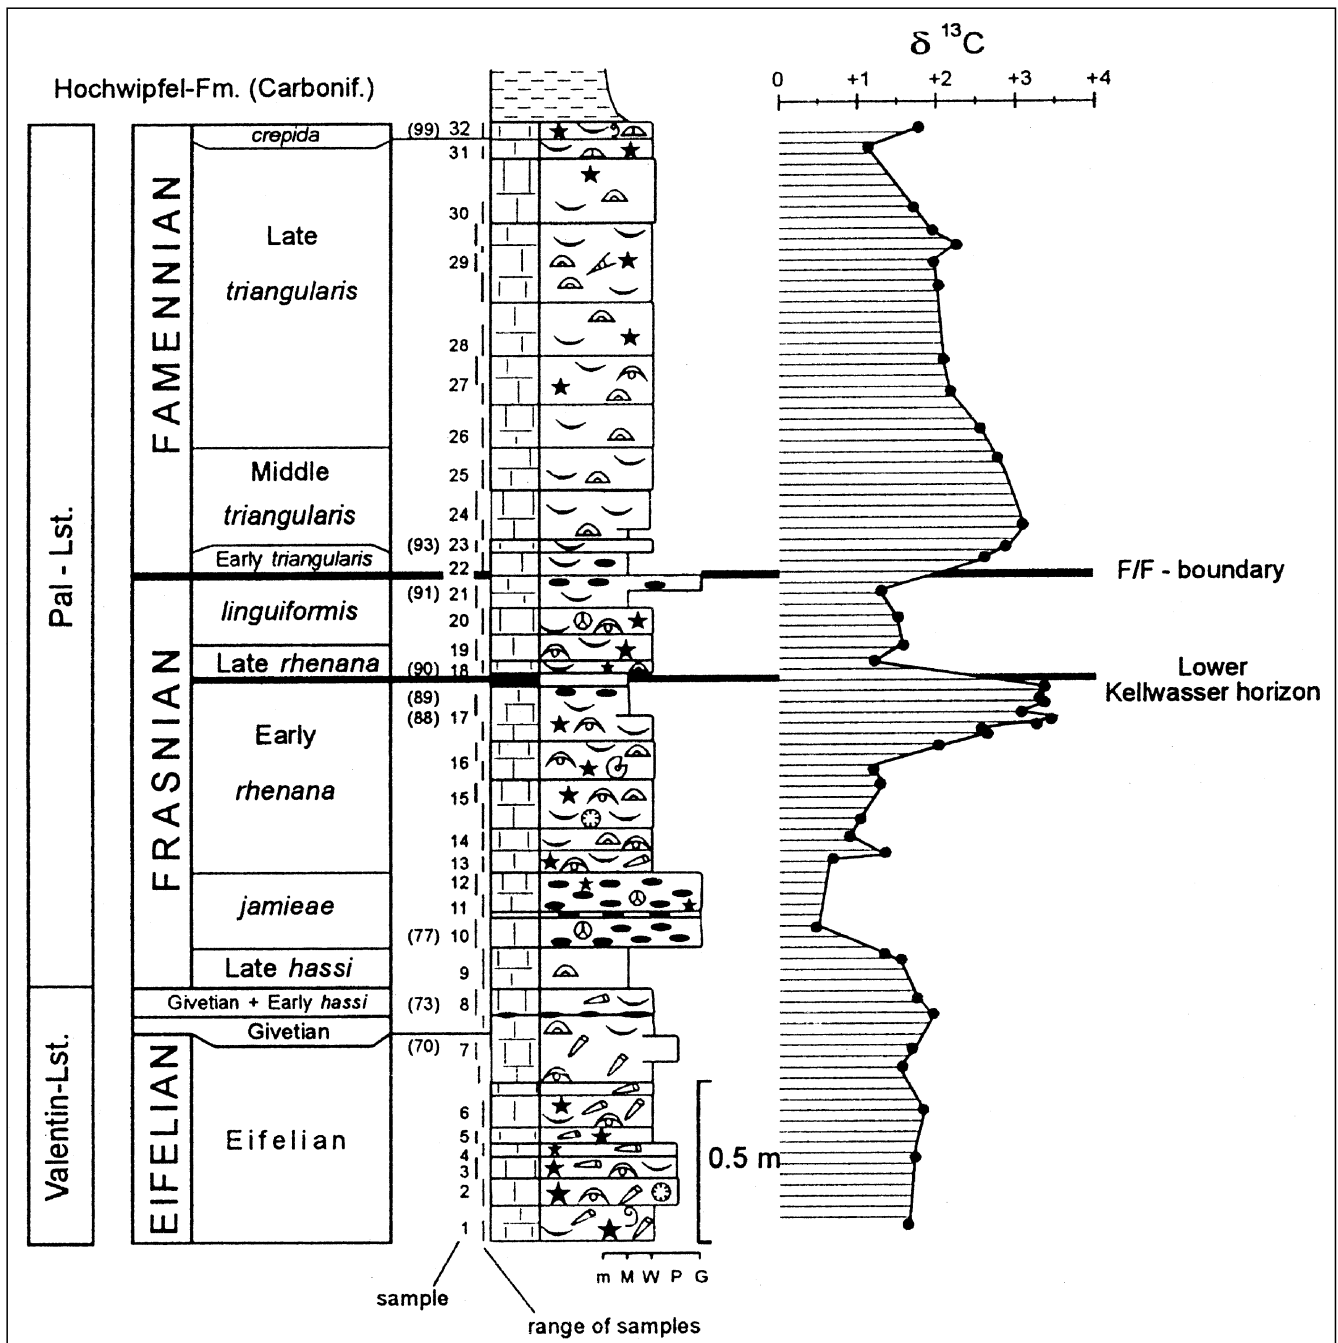 δ ¹³C
Hochwipfel-Fm. (Carbonif.)
0 +1 +2 +3 +4
Pal - Lst.
Valentin-Lst.
FAMENNIAN
FRASNIAN
EIFELIAN
crepida
Late
triangularis
Middle
triangularis
Early triangularis
linguiformis
Late rhenana
Early
rhenana
jamieae
Late hassi
Givetian + Early hassi
Givetian
Eifelian
(99) 32
31
30
29
28
27
26
25
24
(93) 23
22
(91) 21
20
19
(90) 18
(89)
(88) 17
16
15
14
13
12
11
(77) 10
9
(73) 8
(70) 7
6
5
4
3
2
1
F/F - boundary
Lower
Kellwasser horizon
0.5 m
m M W P G
sample
range of samples